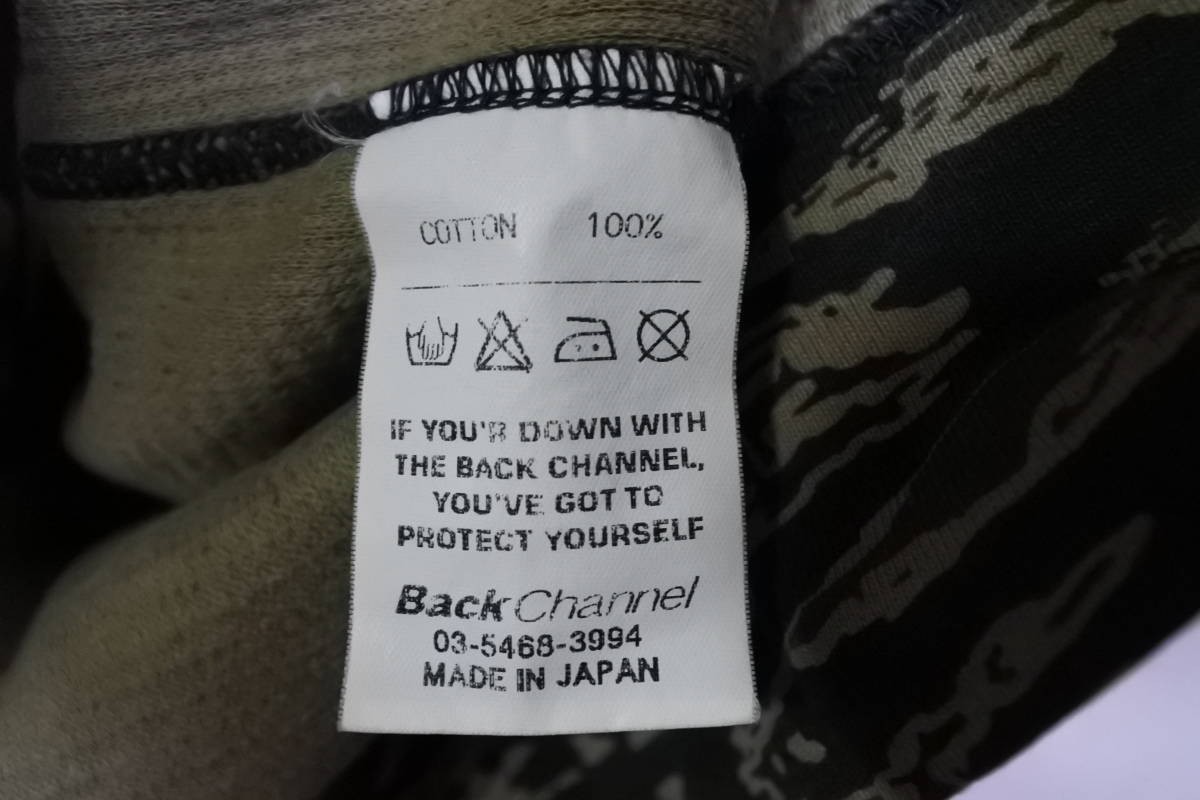 COTTON 100%
IF YOU'R DOWN WITH
THE BACK CHANNEL,
YOU'VE GOT TO
PROTECT YOURSELF
BackChannel
03-5468-3994
MADE IN JAPAN